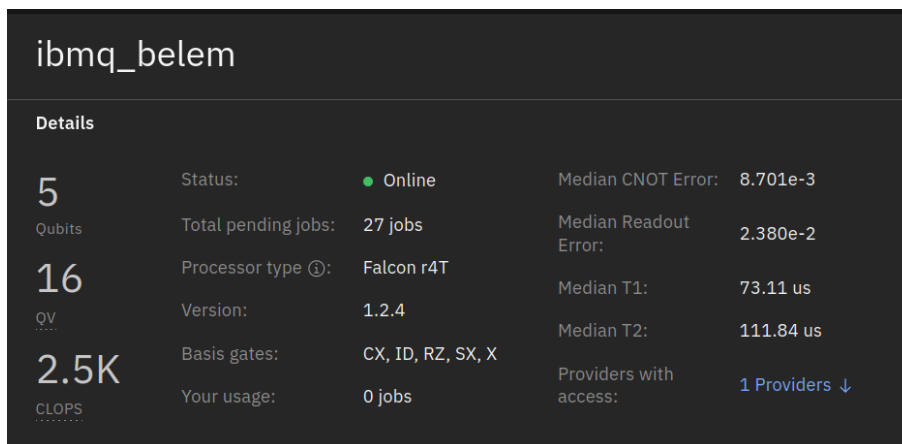 ibmq_belem
Details
5
Qubits
16
QV
2.5K
CLOPS
Status: Online
Total pending jobs: 27 jobs
Processor type ⓘ: Falcon r4T
Version: 1.2.4
Basis gates: CX, ID, RZ, SX, X
Your usage: 0 jobs
Median CNOT Error: 8.701e-3
Median Readout
Error: 2.380e-2
Median T1: 73.11 us
Median T2: 111.84 us
Providers with
access: 1 Providers ↓